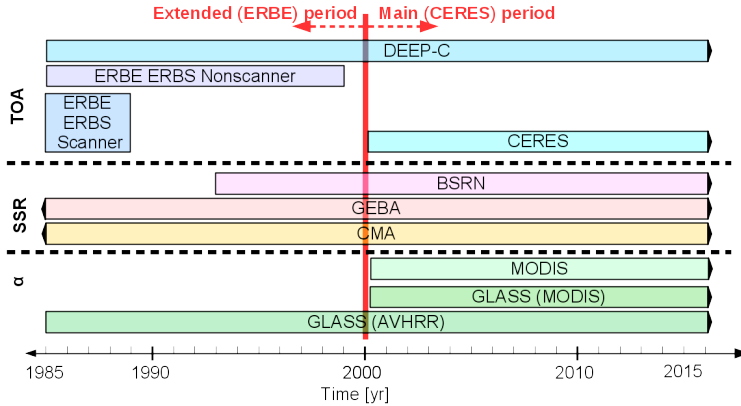 Extended (ERBE) period
Main (CERES) period
TOA
DEEP-C
ERBE ERBS Nonscanner
ERBE
ERBS
Scanner
CERES
SSR
BSRN
GEBA
CMA
α
MODIS
GLASS (MODIS)
GLASS (AVHRR)
1985 1990 2000 2010 2015
Time [yr]